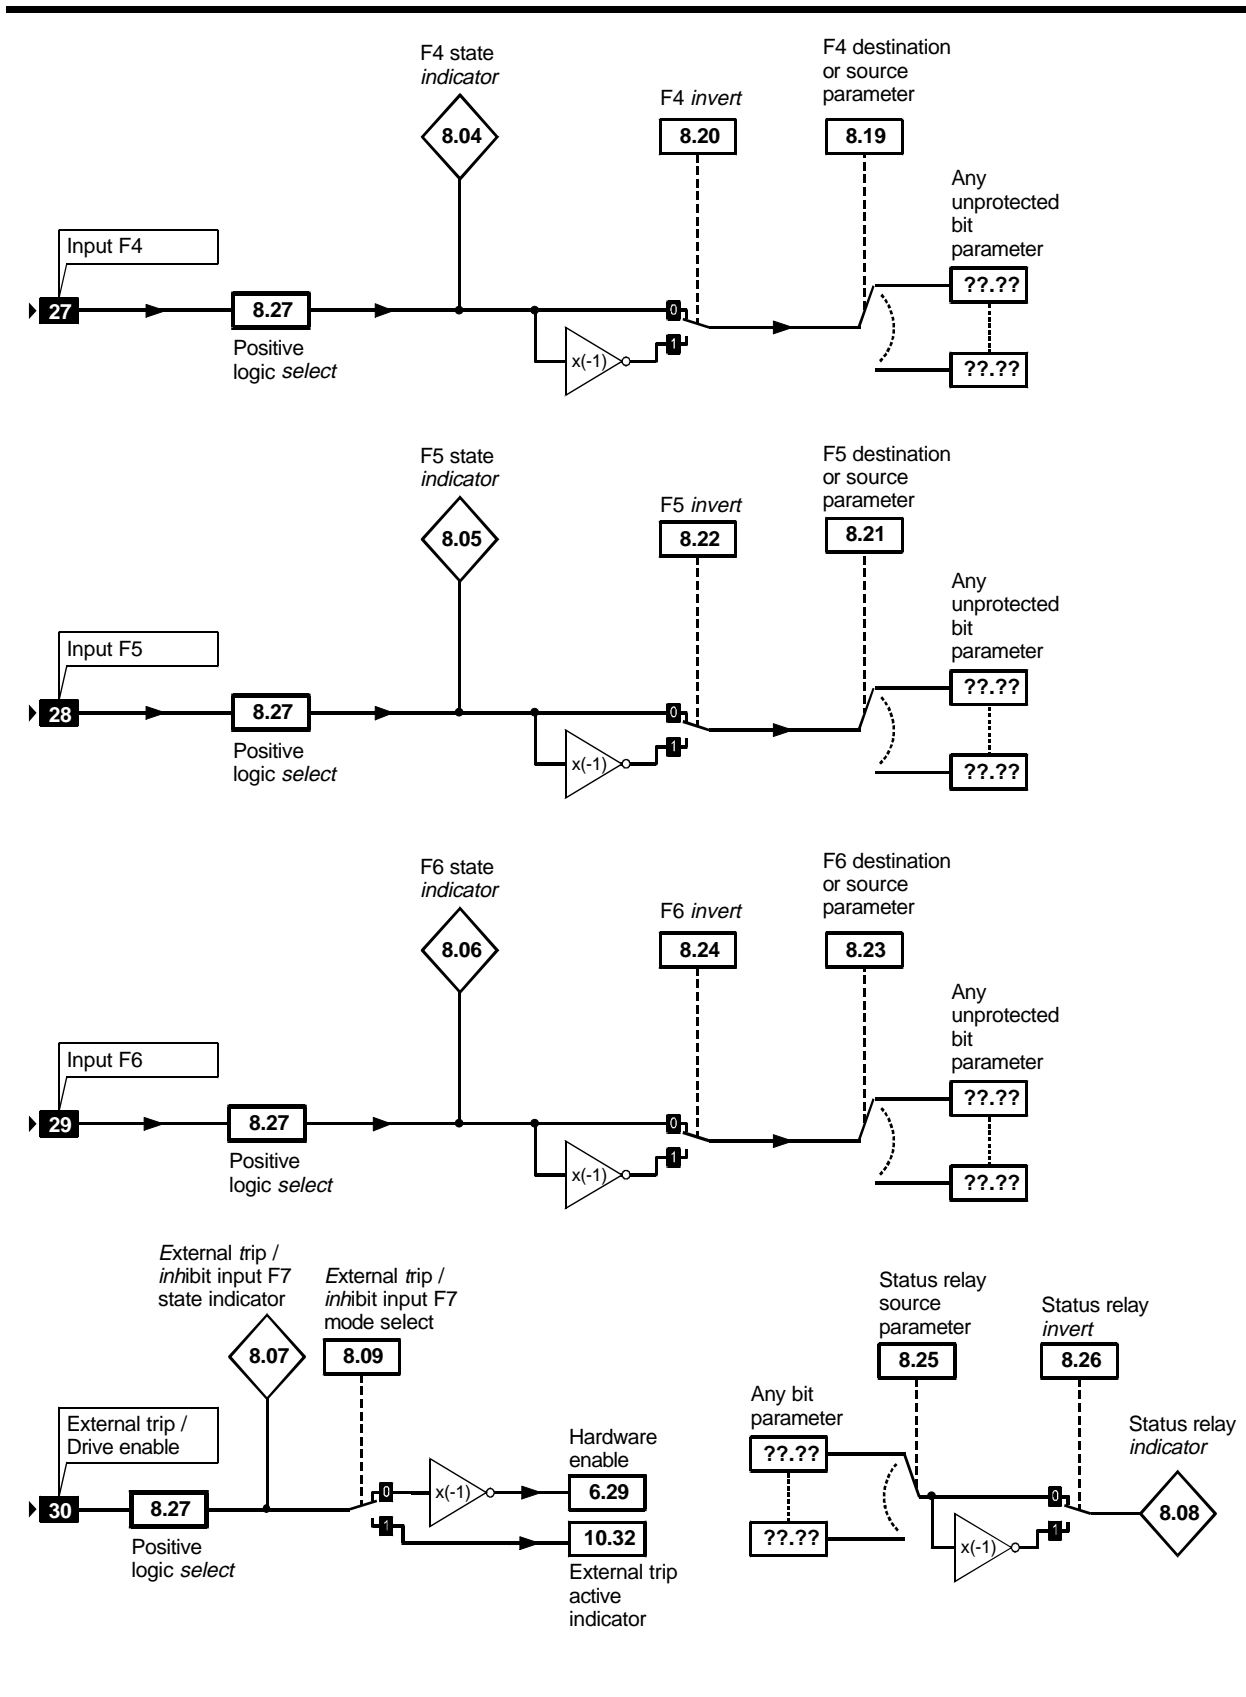 F4 state
indicator
8.04
F4 invert
8.20
F4 destination
or source
parameter
8.19
Any
unprotected
bit
parameter
??.??
??.??
Input F4
27
8.27
Positive
logic select
x(-1)
0
1
F5 state
indicator
8.05
F5 invert
8.22
F5 destination
or source
parameter
8.21
Any
unprotected
bit
parameter
??.??
??.??
Input F5
28
8.27
Positive
logic select
x(-1)
0
1
F6 state
indicator
8.06
F6 invert
8.24
F6 destination
or source
parameter
8.23
Any
unprotected
bit
parameter
??.??
??.??
Input F6
29
8.27
Positive
logic select
x(-1)
0
1
External trip /
inhibit input F7
state indicator
8.07
External trip /
inhibit input F7
mode select
8.09
External trip /
Drive enable
30
8.27
Positive
logic select
0
1
x(-1)
Hardware
enable
6.29
10.32
External trip
active
indicator
Status relay
source
parameter
8.25
Status relay
invert
8.26
Any bit
parameter
??.??
??.??
x(-1)
0
1
Status relay
indicator
8.08